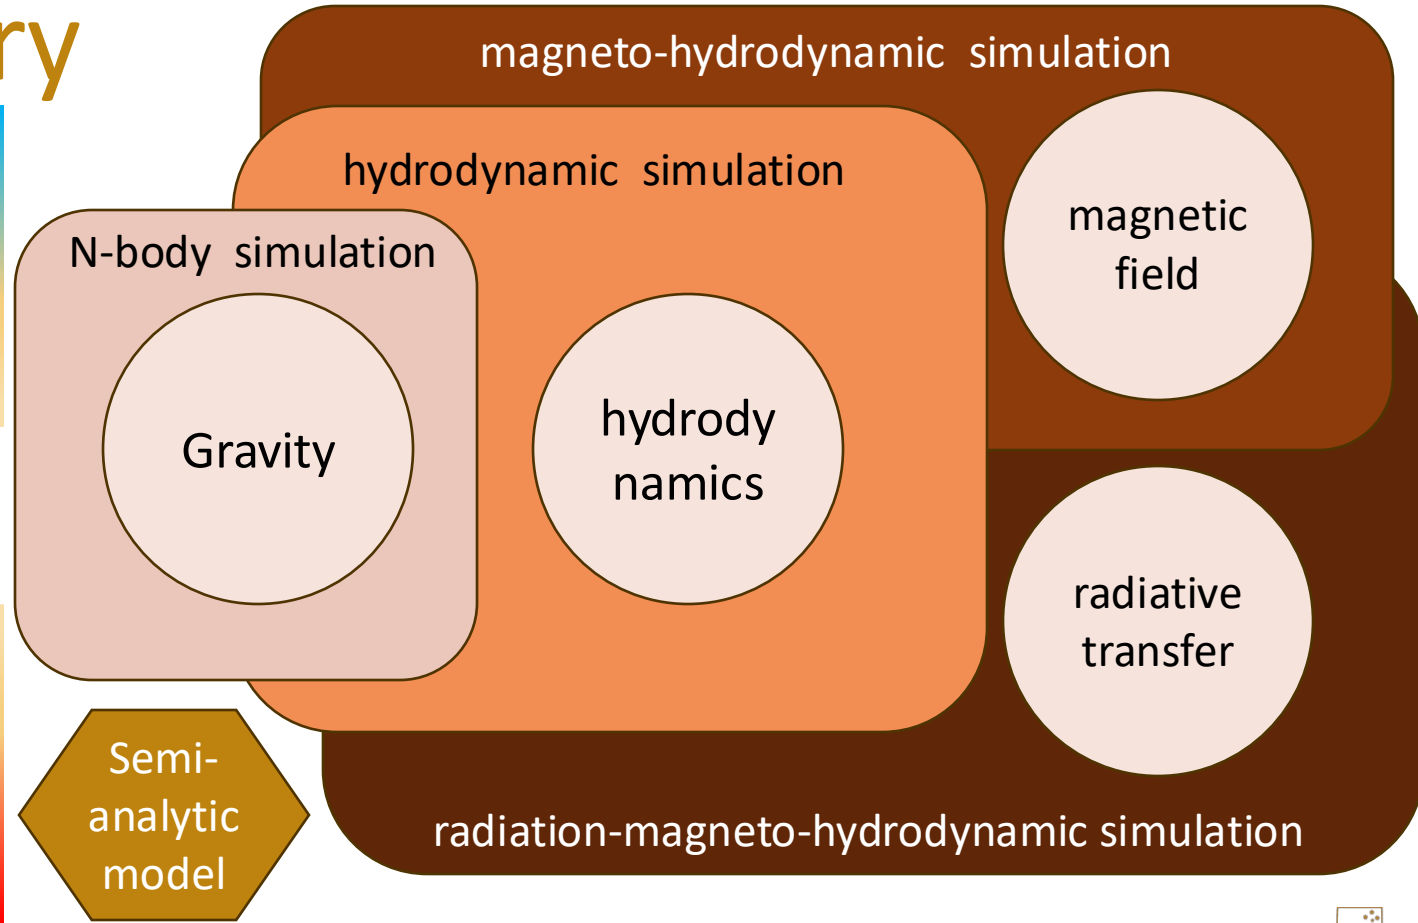 ry
magneto-hydrodynamic simulation
hydrodynamic simulation
N-body simulation
magnetic
field
Gravity
hydrody
namics
radiative
transfer
Semi-
analytic
model
radiation-magneto-hydrodynamic simulation